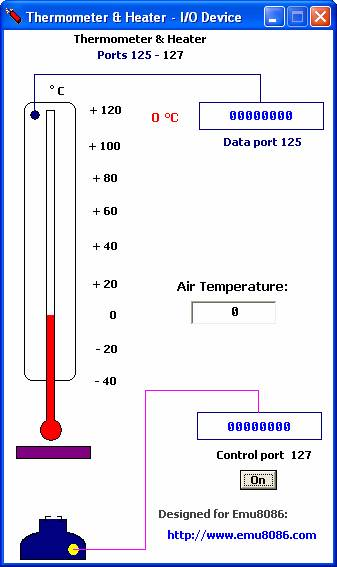 Thermometer & Heater - I/O Device
Thermometer & Heater
Ports 125 - 127
° C
+ 120
0 °C
00000000
Data port 125
+ 100
+ 80
+ 60
+ 40
+ 20
0
- 20
- 40
Air Temperature:
0
00000000
Control port 127
On
Designed for Emu8086:
http://www.emu8086.com